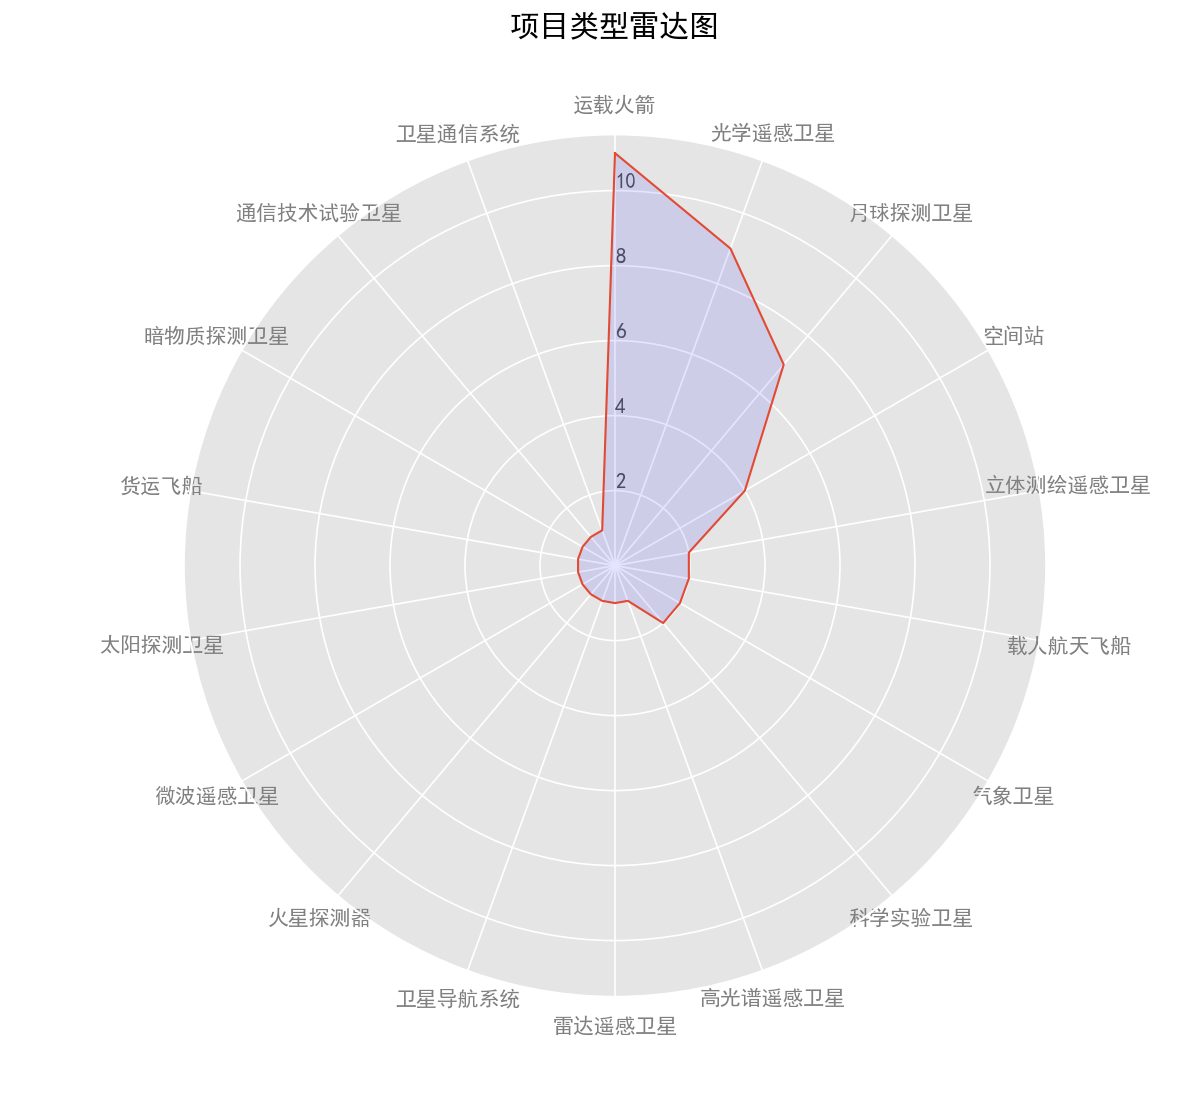 项目类型雷达图
运载火箭
光学遥感卫星
月球探测卫星
空间站
立体测绘遥感卫星
载人航天飞船
气象卫星
科学实验卫星
高光谱遥感卫星
雷达遥感卫星
卫星导航系统
火星探测器
微波遥感卫星
太阳探测卫星
货运飞船
暗物质探测卫星
通信技术试验卫星
卫星通信系统
10
8
6
4
2